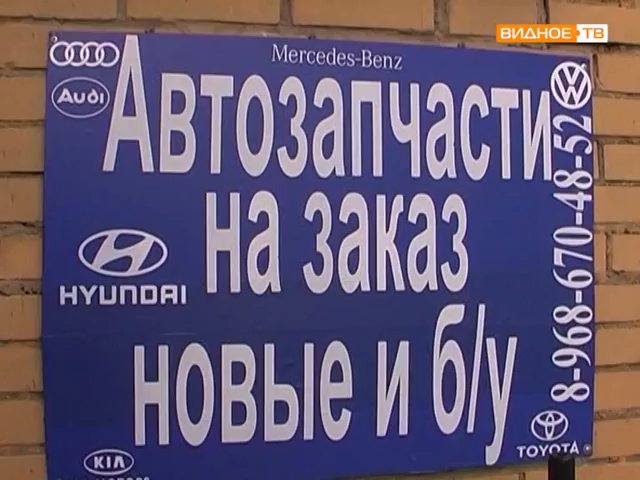 ВИДНОЕ ТВ
Mercedes-Benz
Audi
Автозапчасти
на заказ
HYUNDAI
новые и б/у
8-968-670-48-52
KIA
TOYOTA